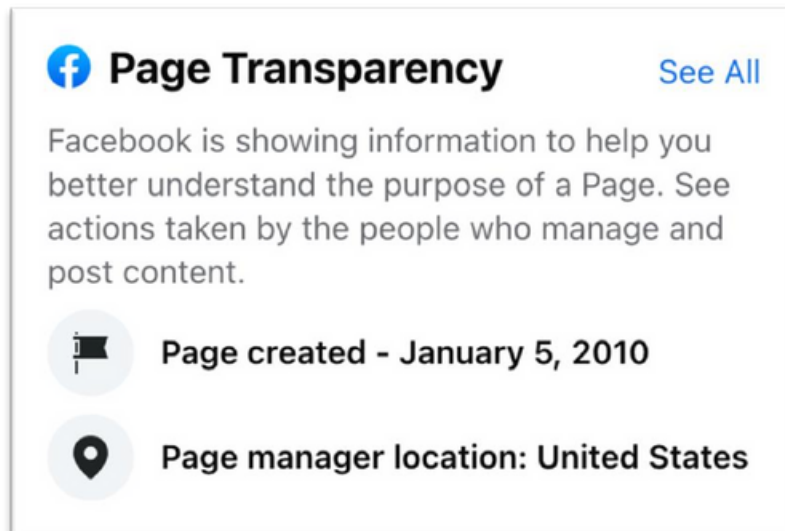 Page Transparency
See All
Facebook is showing information to help you
better understand the purpose of a Page. See
actions taken by the people who manage and
post content.
Page created - January 5, 2010
Page manager location: United States